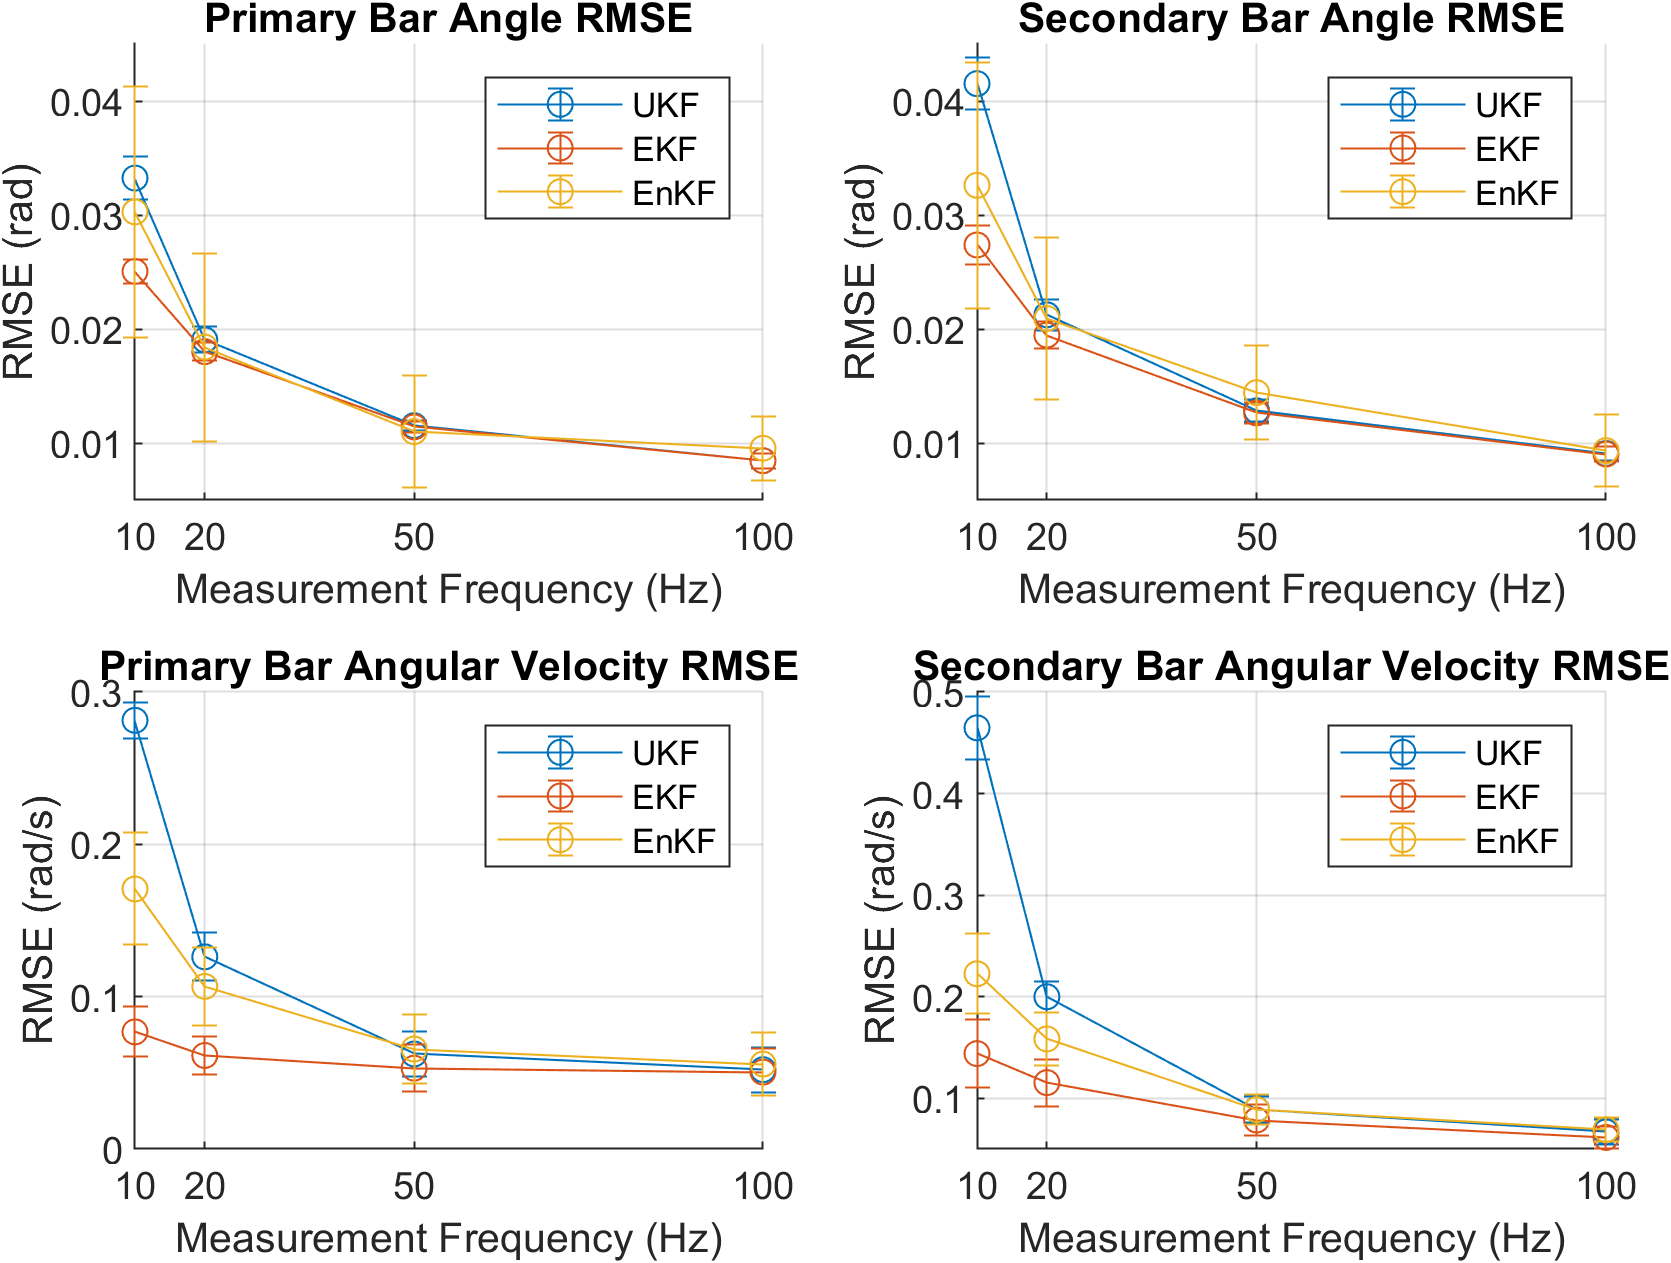 Primary Bar Angle RMSE
0.04
0.03
0.02
0.01
RMSE (rad)
UKF
EKF
EnKF
10 20 50 100
Measurement Frequency (Hz)
Secondary Bar Angle RMSE
0.04
0.03
0.02
0.01
RMSE (rad)
UKF
EKF
EnKF
10 20 50 100
Measurement Frequency (Hz)
Primary Bar Angular Velocity RMSE
0.3
0.2
0.1
0
RMSE (rad/s)
UKF
EKF
EnKF
10 20 50 100
Measurement Frequency (Hz)
Secondary Bar Angular Velocity RMSE
0.5
0.4
0.3
0.2
0.1
RMSE (rad/s)
UKF
EKF
EnKF
10 20 50 100
Measurement Frequency (Hz)